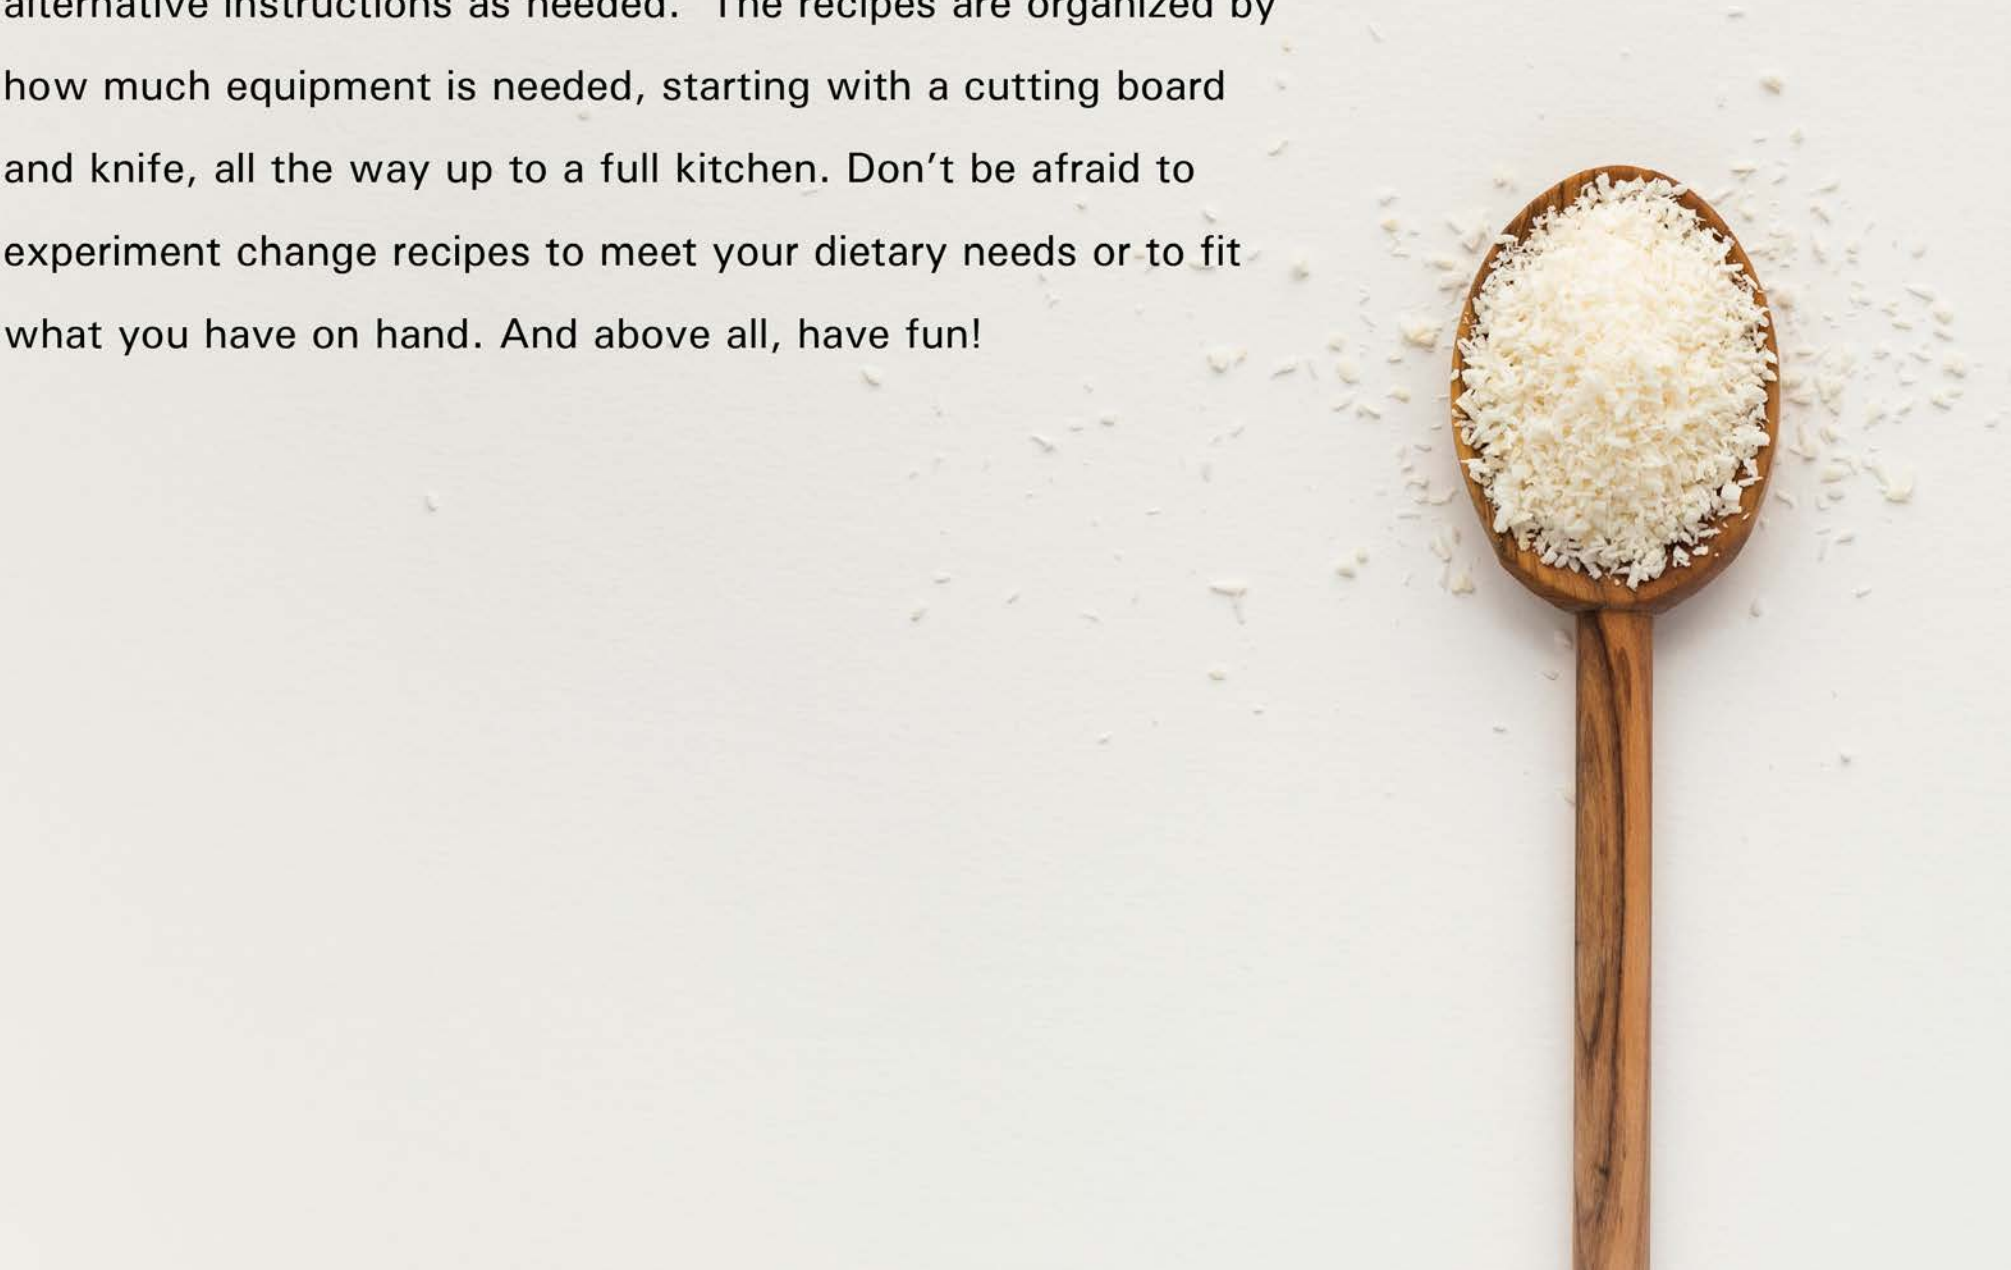 alternative instructions as needed. The recipes are organized by
how much equipment is needed, starting with a cutting board
and knife, all the way up to a full kitchen. Don’t be afraid to
experiment change recipes to meet your dietary needs or to fit
what you have on hand. And above all, have fun!